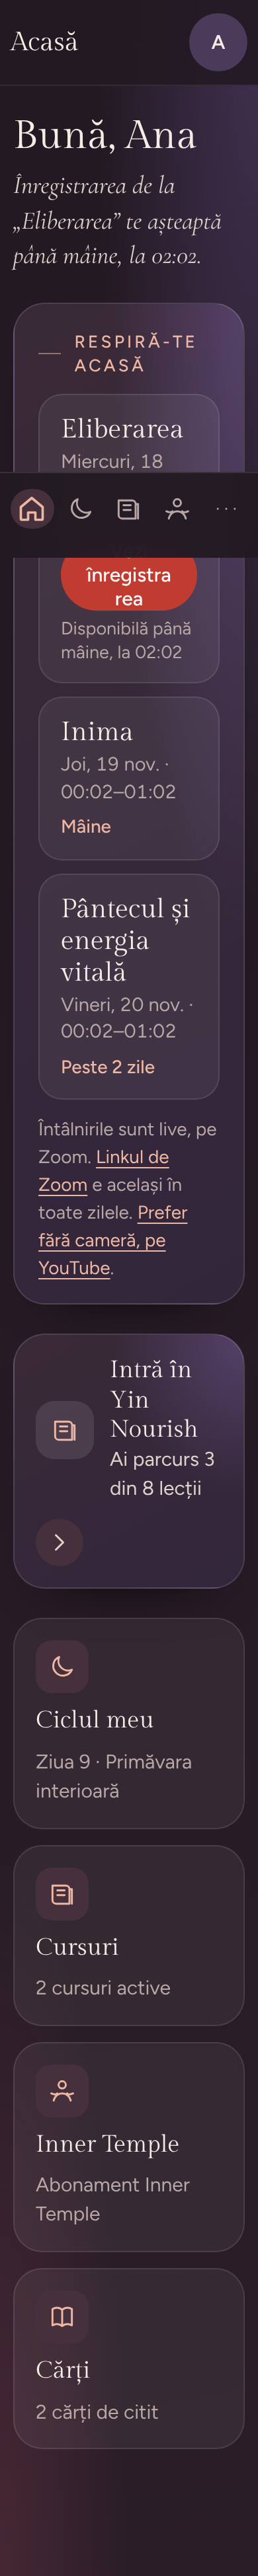 Acasă
A
Bună, Ana
Înregistrarea de la
„Eliberarea” te așteaptă
până mâine, la 02:02.
RESPIRĂ-TE
ACASĂ
Eliberarea
Miercuri, 18
înregistra
rea
Disponibilă până
mâine, la 02:02
Inima
Joi, 19 nov. ·
00:02–01:02
Mâine
Pântecul și
energia
vitală
Vineri, 20 nov. ·
00:02–01:02
Peste 2 zile
Întâlnirile sunt live, pe
Zoom. Linkul de
Zoom e același în
toate zilele. Prefer
fără cameră, pe
YouTube.
Intră în
Yin
Nourish
Ai parcurs 3
din 8 lecții
Ciclul meu
Ziua 9 · Primăvara
interioară
Cursuri
2 cursuri active
Inner Temple
Abonament Inner
Temple
Cărți
2 cărți de citit